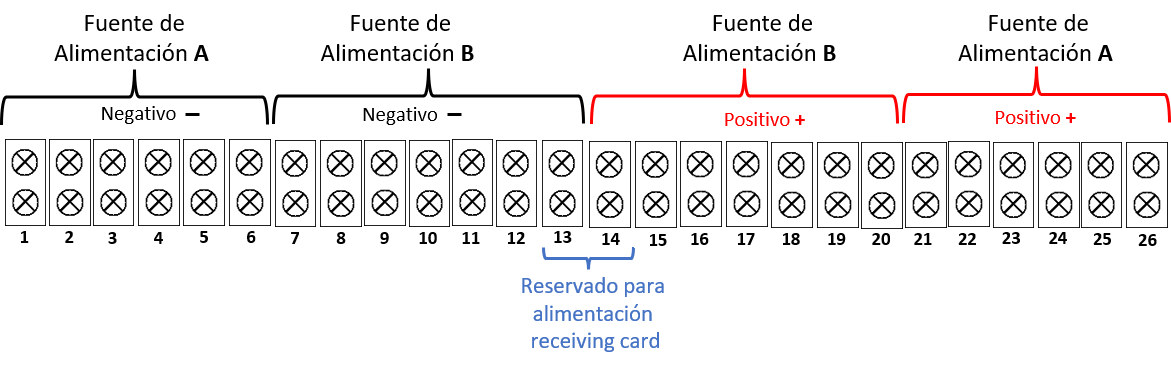 Fuente de
Alimentación A
Fuente de
Alimentación B
Fuente de
Alimentación B
Fuente de
Alimentación A
Negativo −
Negativo −
Positivo +
Positivo +
1 2 3 4 5 6 7 8 9 10 11 12 13 14 15 16 17 18 19 20 21 22 23 24 25 26
Reservado para
alimentación
receiving card